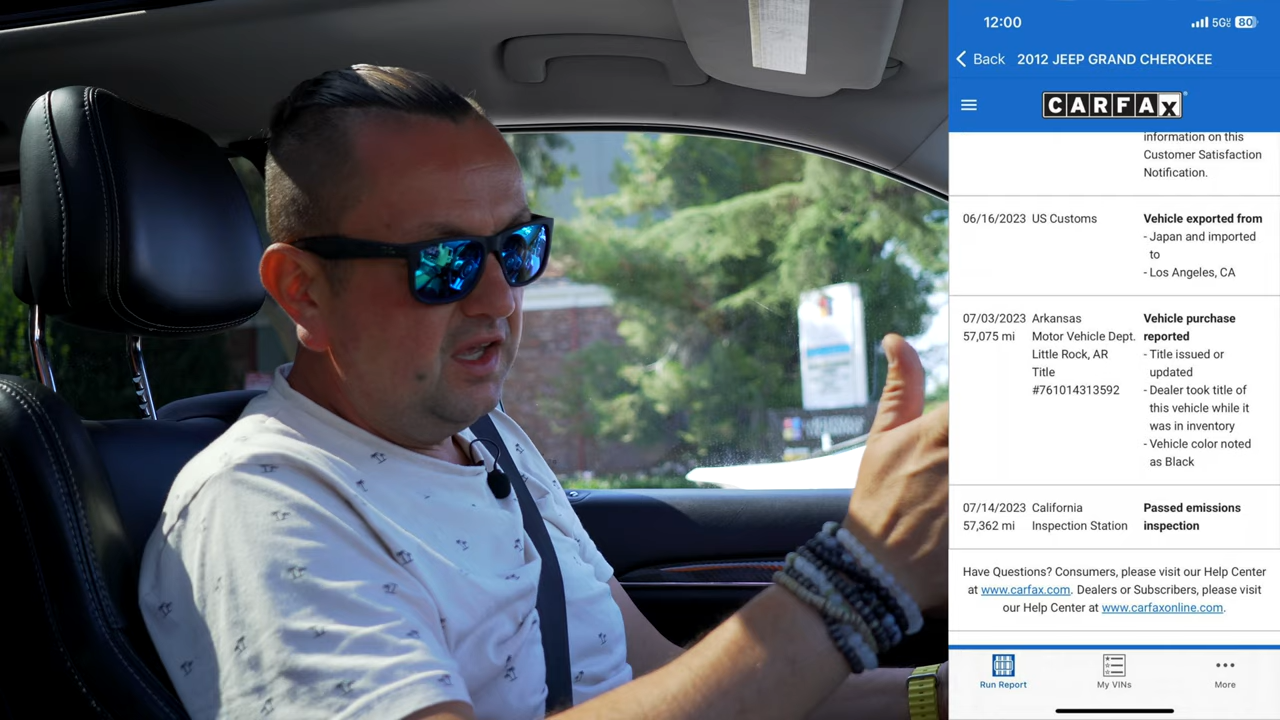 12:00
5G
80
Back 2012 JEEP GRAND CHEROKEE
CARFAX
information on this
Customer Satisfaction
Notification.
06/16/2023 US Customs Vehicle exported from
- Japan and imported
to
- Los Angeles, CA
07/03/2023 Arkansas Vehicle purchase
57,075 mi Motor Vehicle Dept. reported
Little Rock, AR - Title issued or
Title updated
#761014313592 - Dealer took title of
this vehicle while it
was in inventory
- Vehicle color noted
as Black
07/14/2023 California Passed emissions
57,362 mi Inspection Station inspection
Have Questions? Consumers, please visit our Help Center
at www.carfax.com. Dealers or Subscribers, please visit
our Help Center at www.carfaxonline.com.
Run Report My VINs More